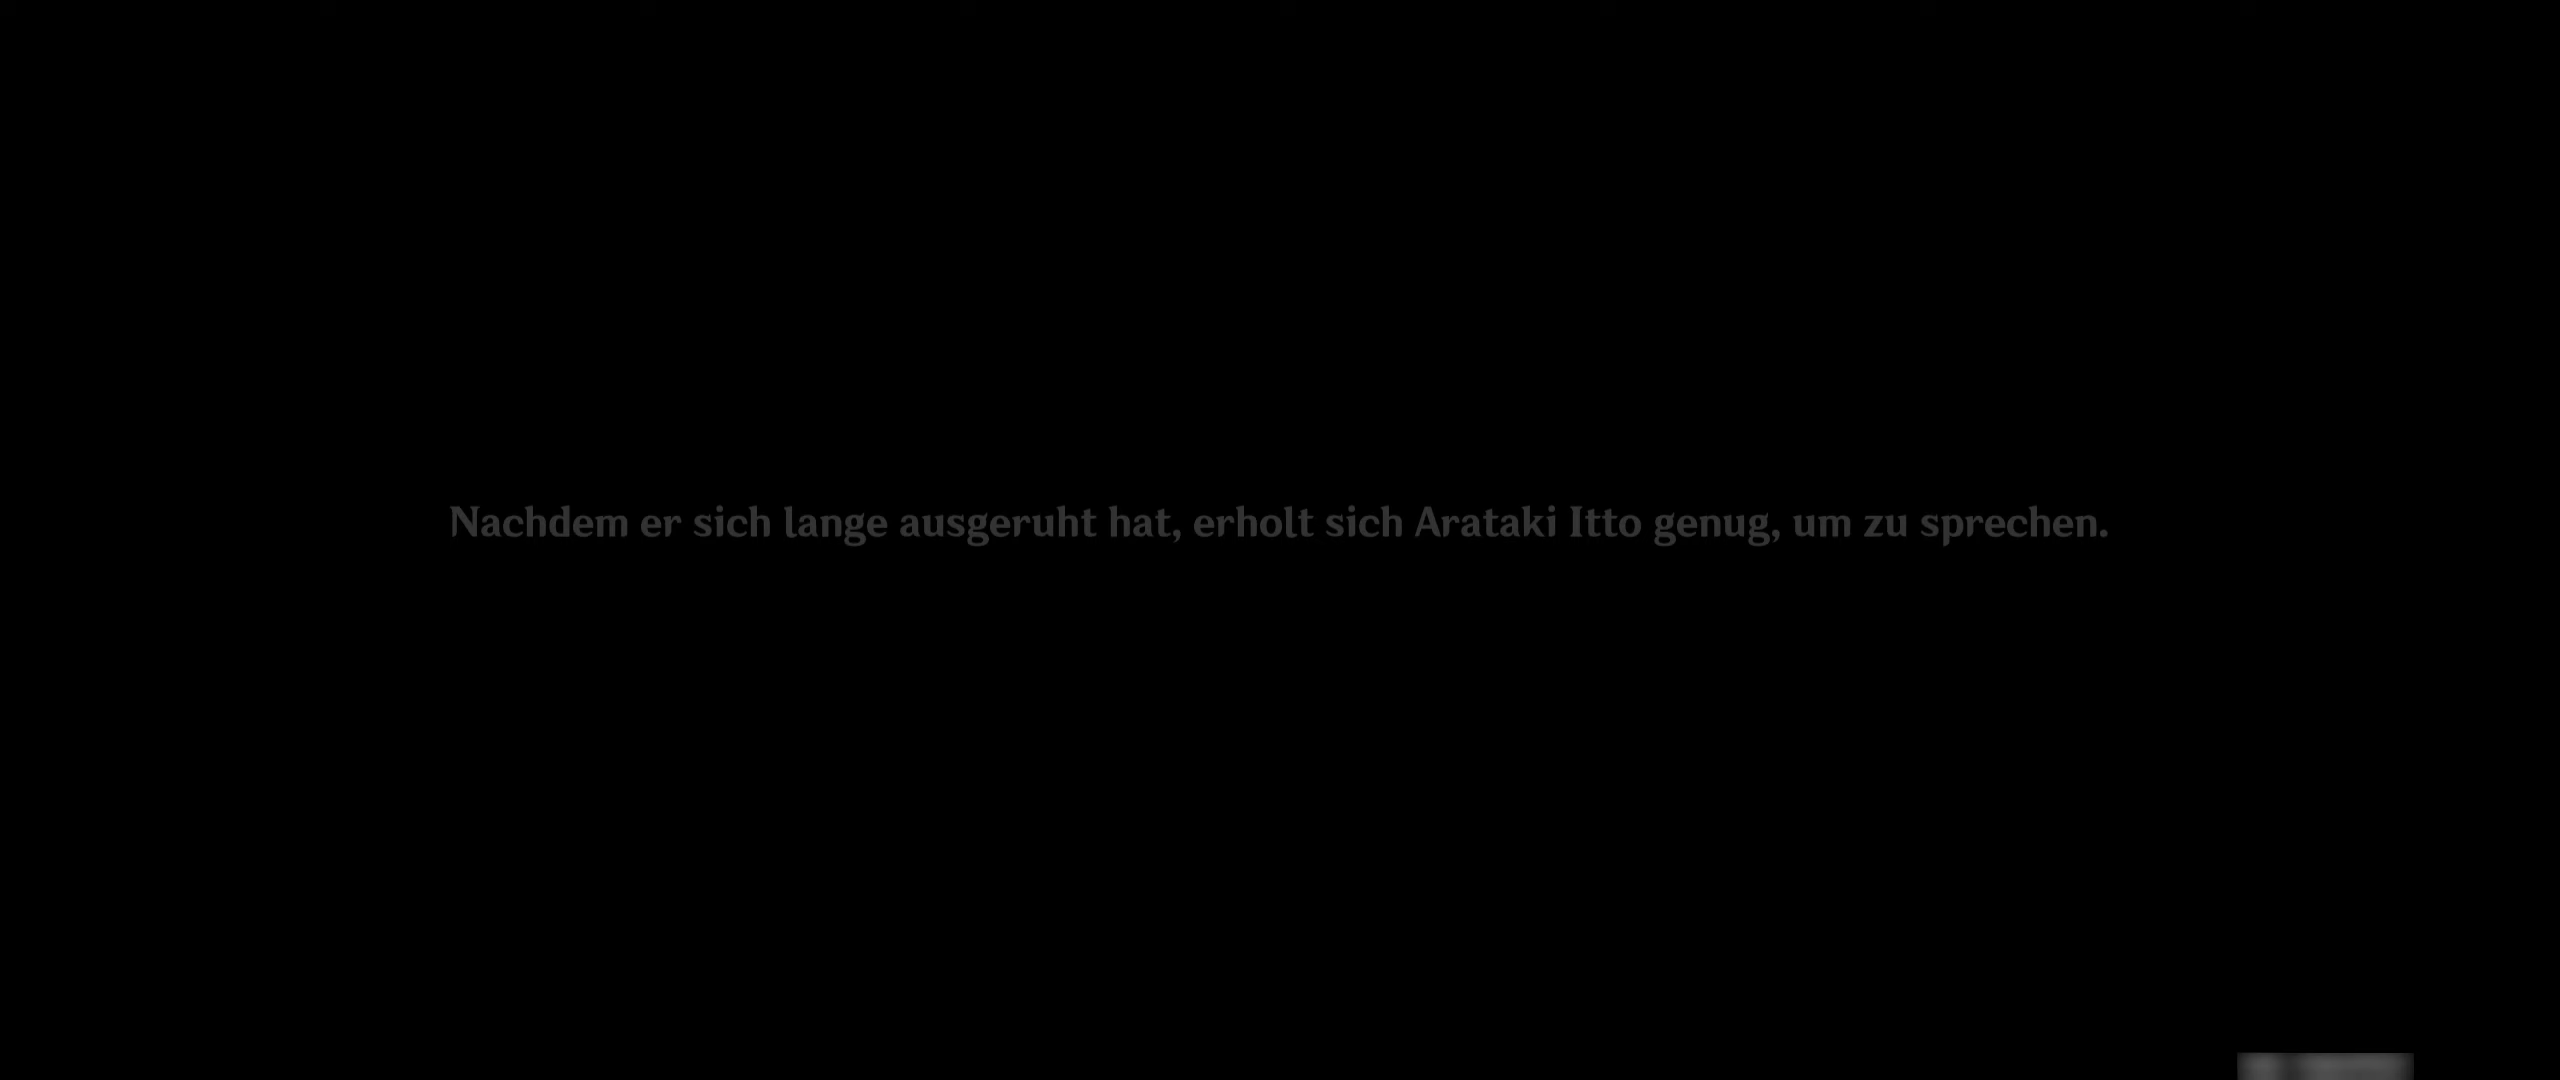 Nachdem er sich lange ausgeruht hat, erholt sich Arataki Itto genug, um zu sprechen.